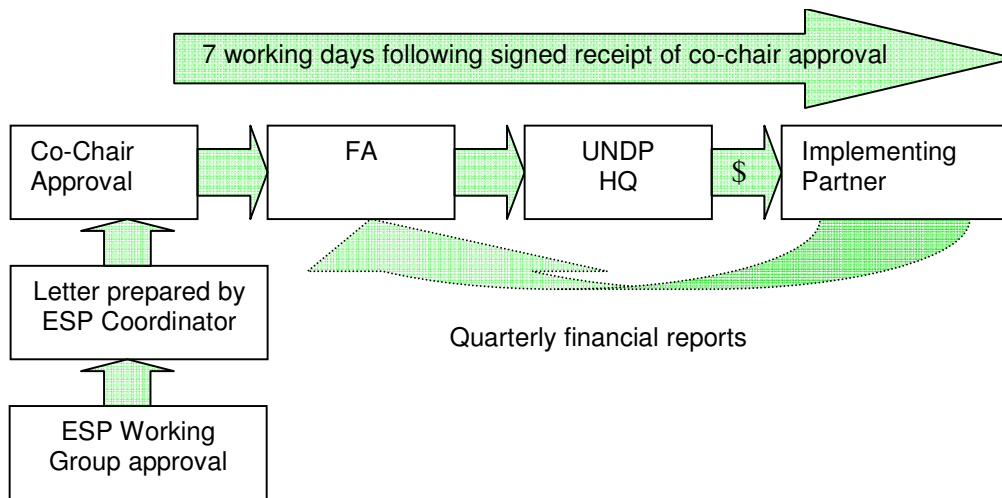 7 working days following signed receipt of co-chair approval
Co-Chair
Approval
FA
UNDP
HQ
$
Implementing
Partner
Letter prepared by
ESP Coordinator
Quarterly financial reports
ESP Working
Group approval